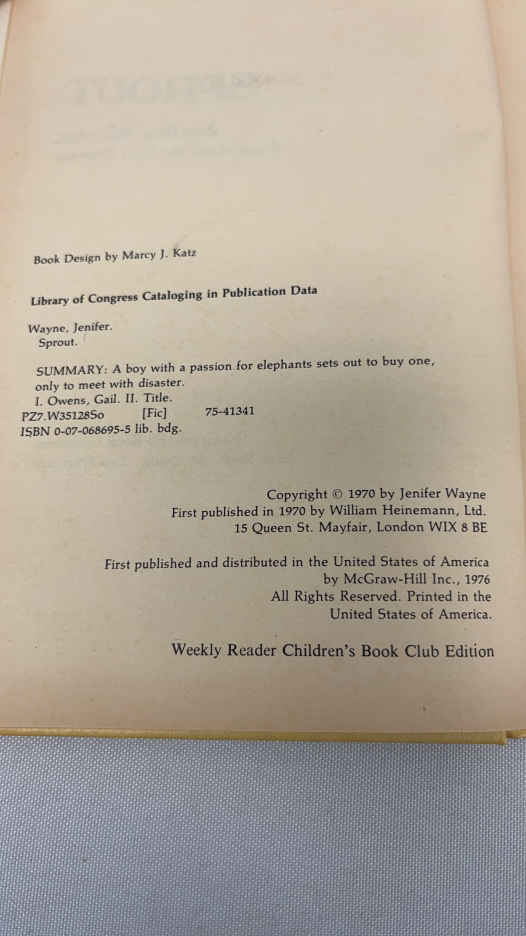 Book Design by Marcy J. Katz
Library of Congress Cataloging in Publication Data
Wayne, Jenifer.
Sprout.
SUMMARY: A boy with a passion for elephants sets out to buy one,
only to meet with disaster.
I. Owens, Gail. II. Title.
PZ7.W35128So [Fic] 75-41341
ISBN 0-07-068695-5 lib. bdg.
Copyright © 1970 by Jenifer Wayne
First published in 1970 by William Heinemann, Ltd.
15 Queen St. Mayfair, London WIX 8 BE
First published and distributed in the United States of America
by McGraw-Hill Inc., 1976
All Rights Reserved. Printed in the
United States of America.
Weekly Reader Children's Book Club Edition